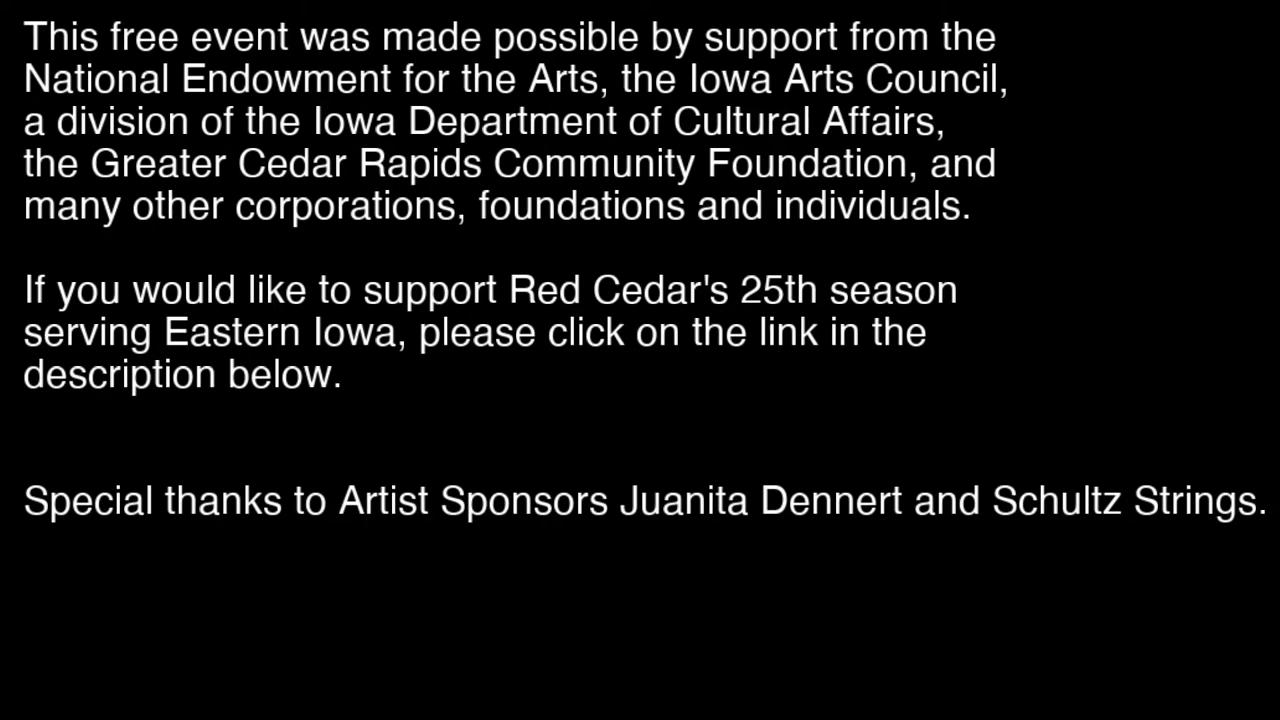 This free event was made possible by support from the
National Endowment for the Arts, the Iowa Arts Council,
a division of the Iowa Department of Cultural Affairs,
the Greater Cedar Rapids Community Foundation, and
many other corporations, foundations and individuals.
If you would like to support Red Cedar's 25th season
serving Eastern Iowa, please click on the link in the
description below.
Special thanks to Artist Sponsors Juanita Dennert and Schultz Strings.